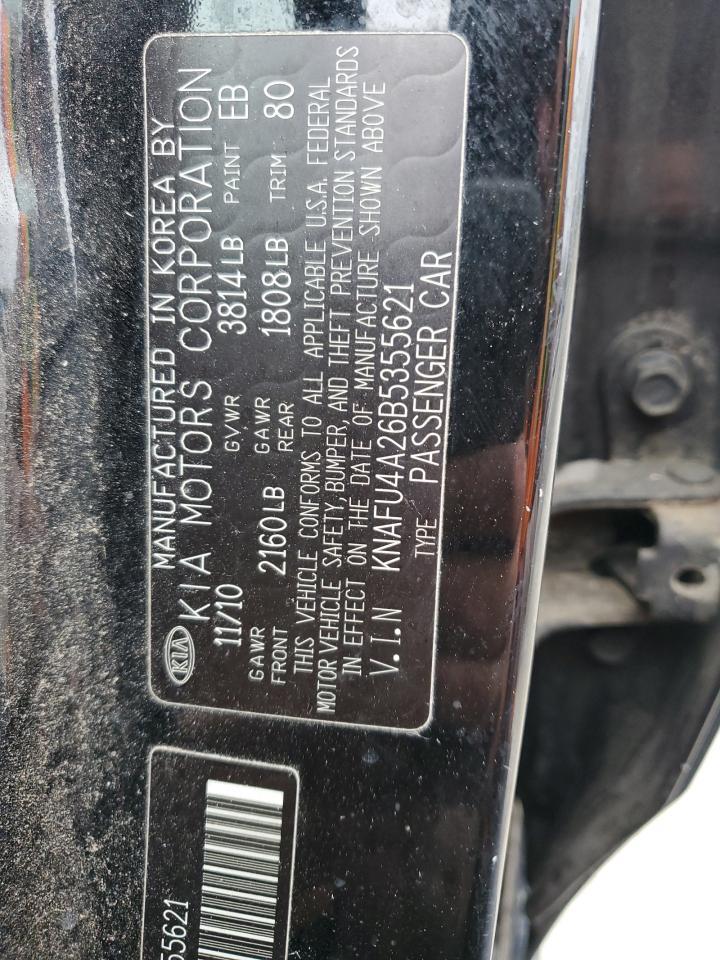 MANUFACTURED IN KOREA BY
KIA KIA MOTORS CORPORATION
11/10 GVWR 3814LB PAINT EB
GAWR FRONT 2160LB GAWR REAR 1808LB TRIM 80
THIS VEHICLE CONFORMS TO ALL APPLICABLE U.S.A. FEDERAL
MOTOR VEHICLE SAFETY, BUMPER, AND THEFT PREVENTION STANDARDS
IN EFFECT ON THE DATE OF MANUFACTURE SHOWN ABOVE
V.I.N KNAFU4A26B5355621
TYPE PASSENGER CAR
55621